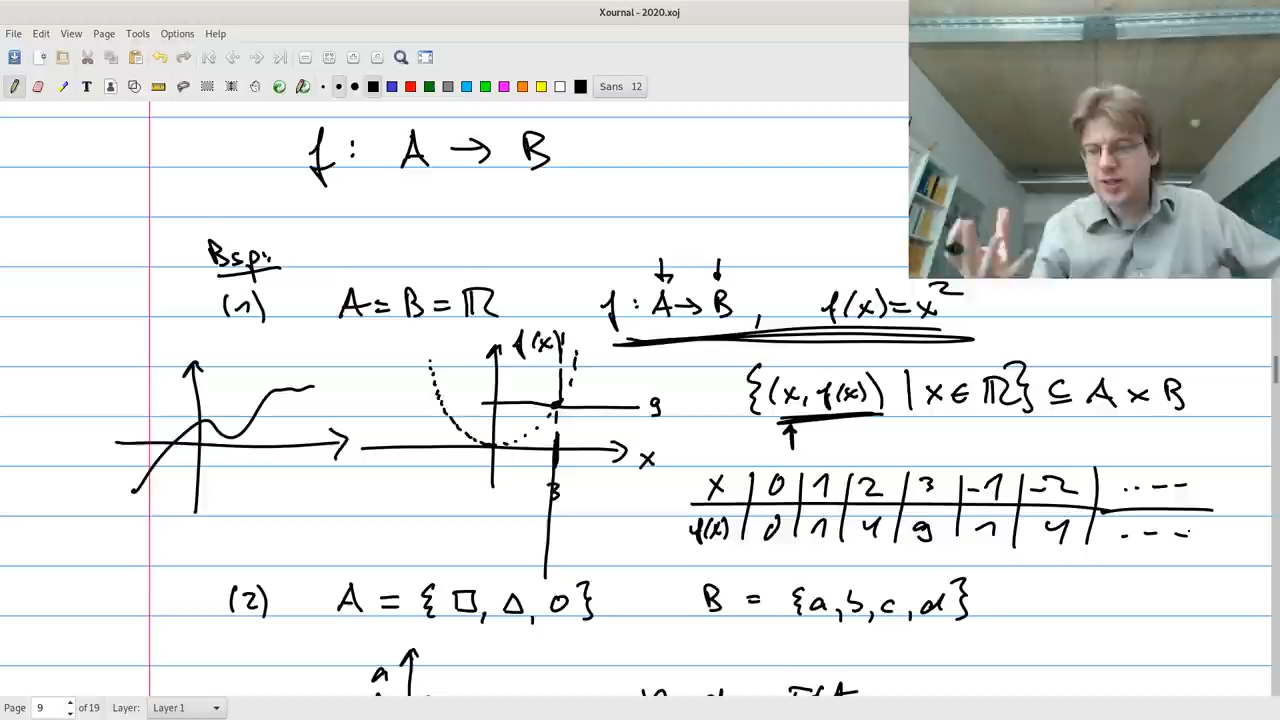 Xournal - 2020.xoj
File Edit View Page Tools Options Help
Sans 12
f : A → B
Bsp:
(1) A = B = ℝ f : A → B , f(x) = x²
f(x)
{(x, f(x)) | x ∈ ℝ} ⊆ A × B
9
x
3
x | 0 | 1 | 2 | 3 | -1 | -2 | ...
f(x) | 0 | 1 | 4 | 9 | 1 | 4 | ...
(2) A = {□, △, ○} B = {a, b, c, d}
a
Page 9 of 19 Layer: Layer 1